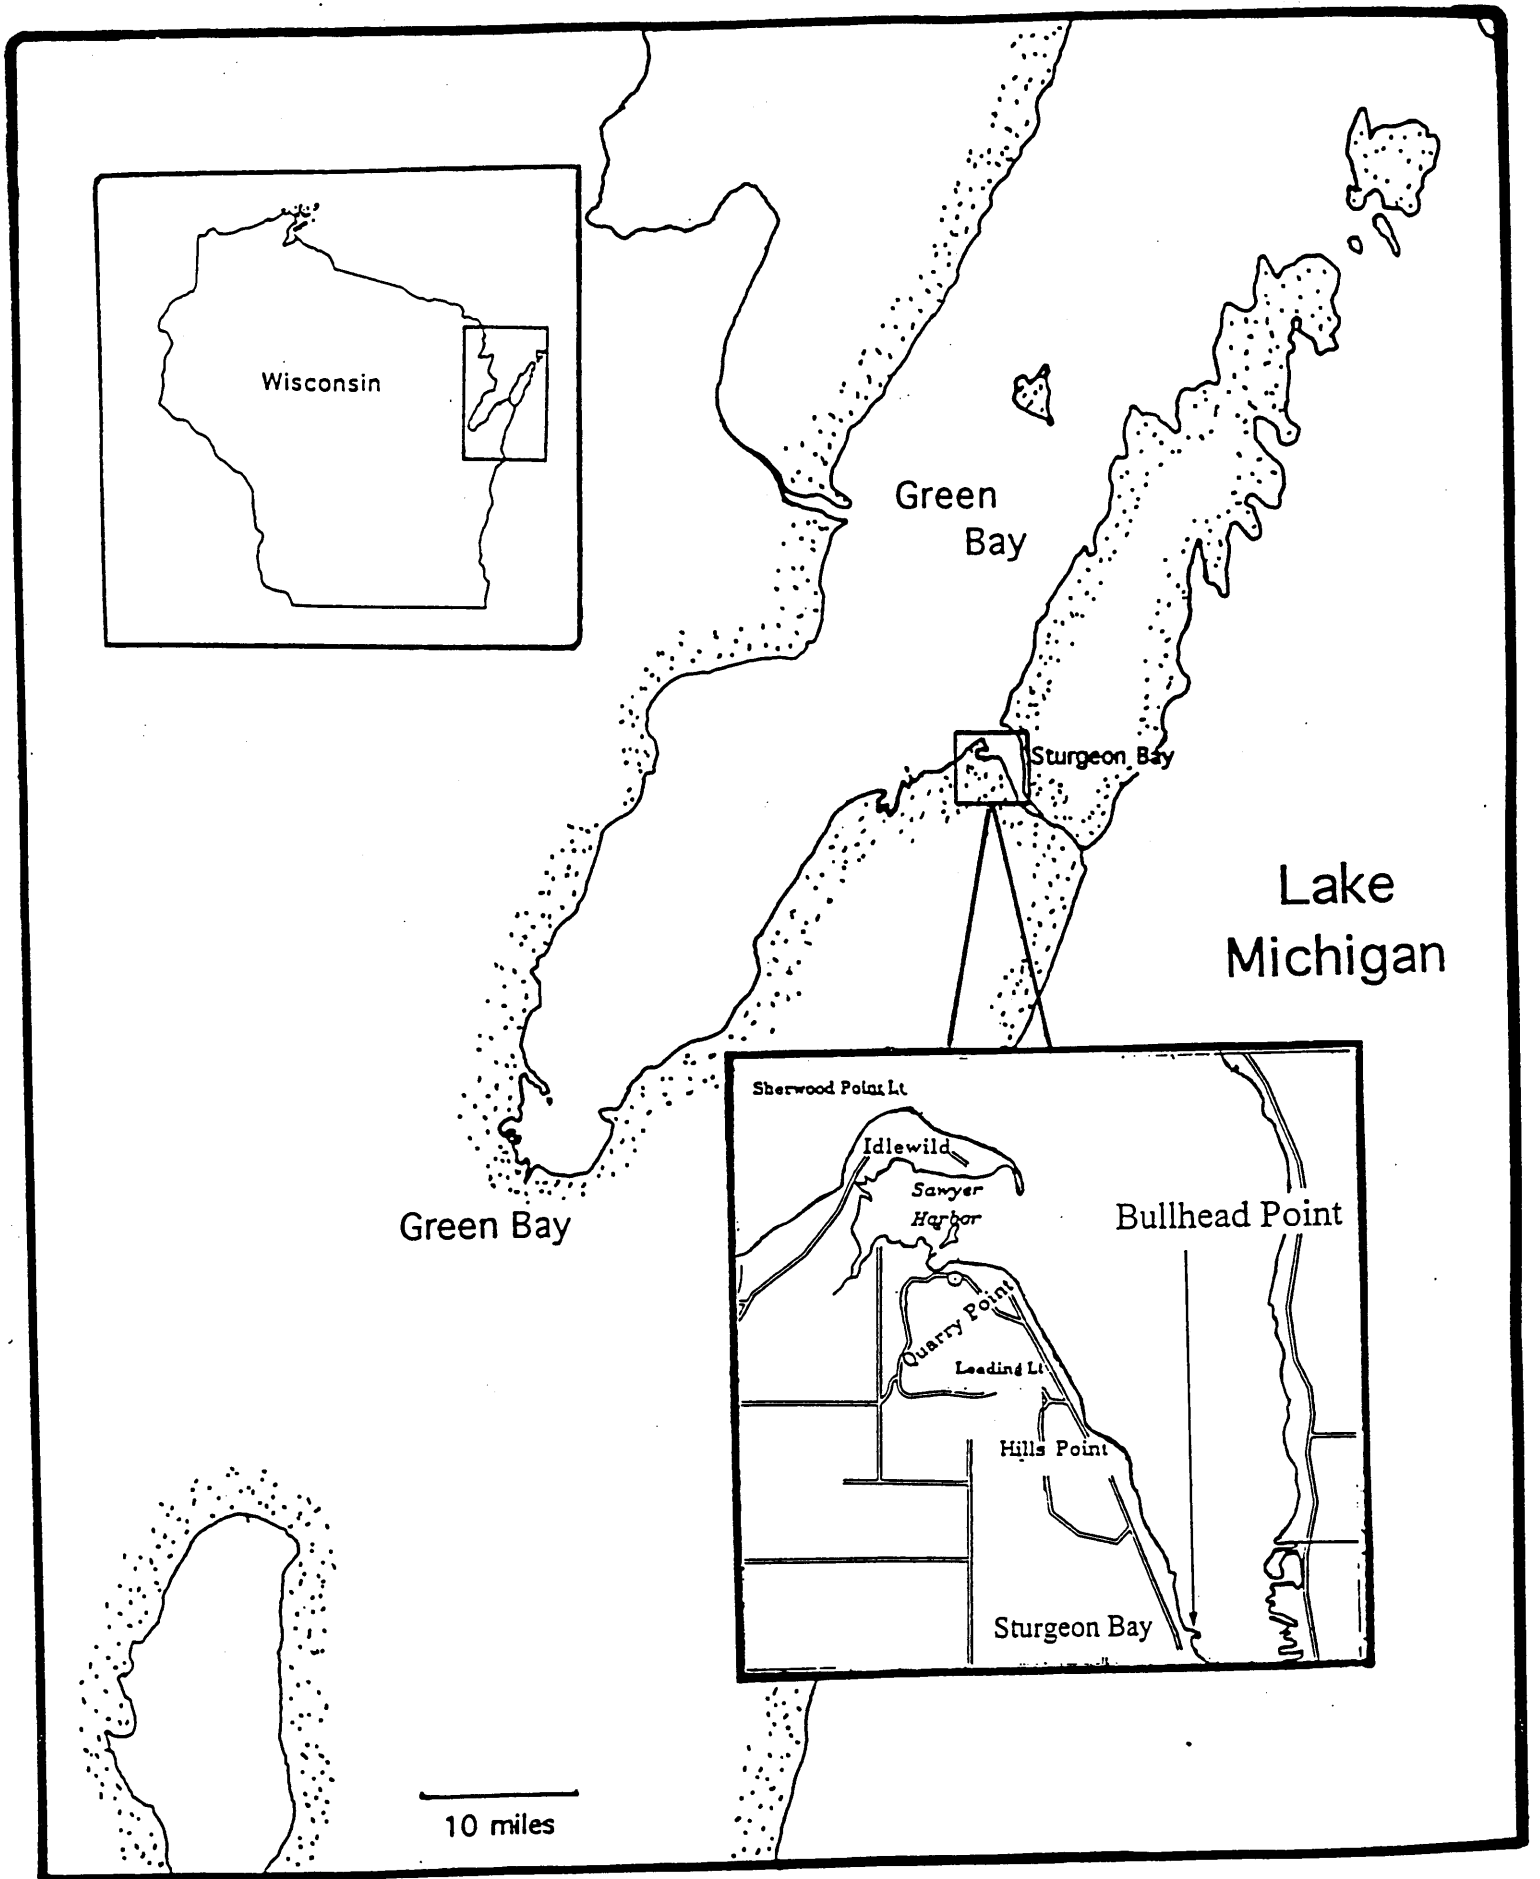 Wisconsin
Green
Bay
Sturgeon Bay
Lake
Michigan
Sherwood Point Lt
Idlewild
Sawyer
Harbor
Bullhead Point
Green Bay
Quarry Point
Leading Lt
Hills Point
Sturgeon Bay
10 miles